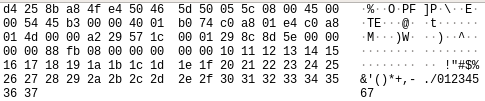 d4 25 8b a8 4f e4 50 46 5d 50 05 5c 08 00 45 00 ·%··O·PF ]P·\··E·
00 54 45 b3 00 00 40 01 b0 74 c0 a8 01 e4 c0 a8 ·TE···@· ·t······
01 4d 00 00 a2 29 57 1c 00 01 29 8c 8d 5e 00 00 ·M···)W· ··)··^··
00 00 88 fb 08 00 00 00 00 00 10 11 12 13 14 15 ········ ········
16 17 18 19 1a 1b 1c 1d 1e 1f 20 21 22 23 24 25 ········ ·· !"#$%
26 27 28 29 2a 2b 2c 2d 2e 2f 30 31 32 33 34 35 &'()*+,- ./012345
36 37 67